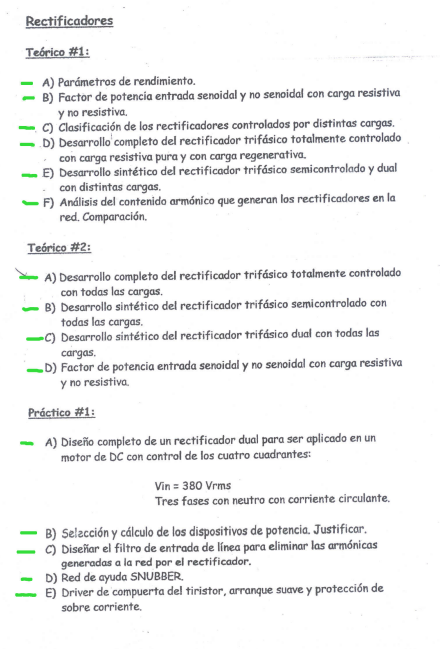 Rectificadores
Teórico #1:
A) Parámetros de rendimiento.
B) Factor de potencia entrada senoidal y no senoidal con carga resistiva
y no resistiva.
C) Clasificación de los rectificadores controlados por distintas cargas.
D) Desarrollo completo del rectificador trifásico totalmente controlado
con carga resistiva pura y con carga regenerativa.
E) Desarrollo sintético del rectificador trifásico semicontrolado y dual
con distintas cargas.
F) Análisis del contenido armónico que generan los rectificadores en la
red. Comparación.
Teórico #2:
A) Desarrollo completo del rectificador trifásico totalmente controlado
con todas las cargas.
B) Desarrollo sintético del rectificador trifásico semicontrolado con
todas las cargas.
C) Desarrollo sintético del rectificador trifásico dual con todas las
cargas.
D) Factor de potencia entrada senoidal y no senoidal con carga resistiva
y no resistiva.
Práctico #1:
A) Diseño completo de un rectificador dual para ser aplicado en un
motor de DC con control de los cuatro cuadrantes:
Vin = 380 Vrms
Tres fases con neutro con corriente circulante.
B) Selección y cálculo de los dispositivos de potencia. Justificar.
C) Diseñar el filtro de entrada de línea para eliminar las armónicas
generadas a la red por el rectificador.
D) Red de ayuda SNUBBER.
E) Driver de compuerta del tiristor, arranque suave y protección de
sobre corriente.